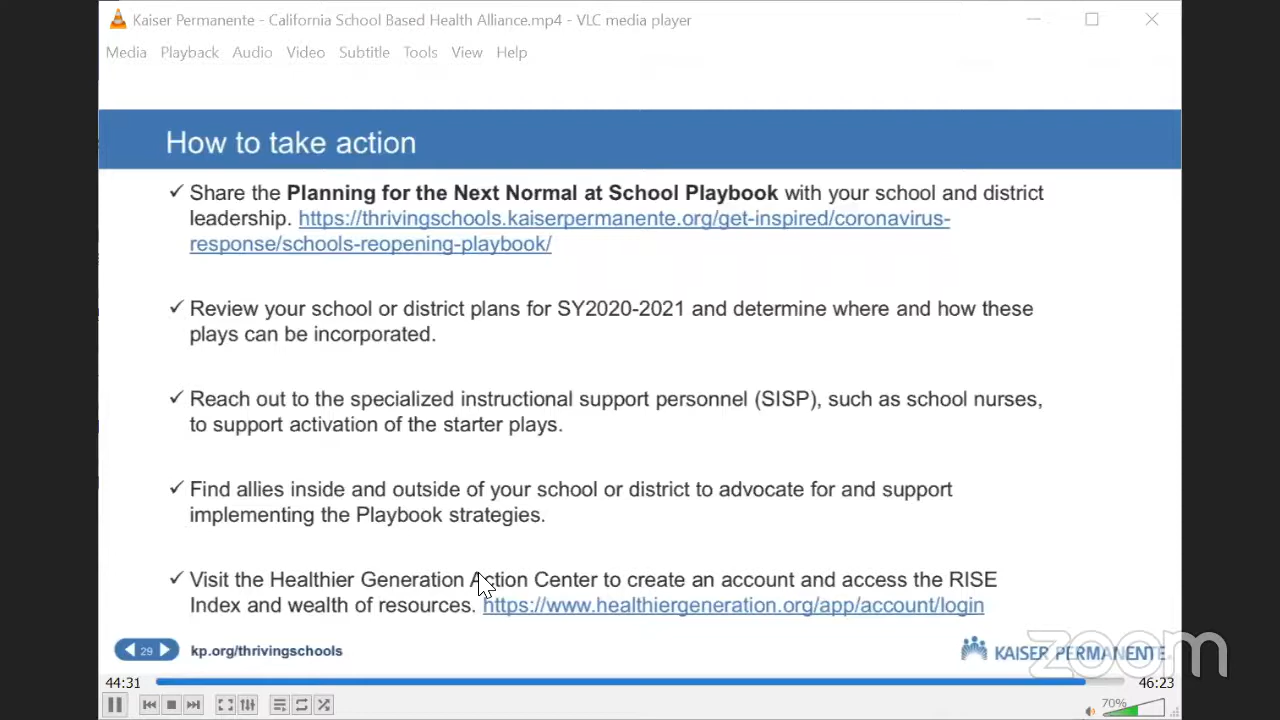 Kaiser Permanente - California School Based Health Alliance.mp4 - VLC media player
Media Playback Audio Video Subtitle Tools View Help
How to take action
✓ Share the Planning for the Next Normal at School Playbook with your school and district
leadership. https://thrivingschools.kaiserpermanente.org/get-inspired/coronavirus-
response/schools-reopening-playbook/
✓ Review your school or district plans for SY2020-2021 and determine where and how these
plays can be incorporated.
✓ Reach out to the specialized instructional support personnel (SISP), such as school nurses,
to support activation of the starter plays.
✓ Find allies inside and outside of your school or district to advocate for and support
implementing the Playbook strategies.
✓ Visit the Healthier Generation Action Center to create an account and access the RISE
Index and wealth of resources. https://www.healthiergeneration.org/app/account/login
29 kp.org/thrivingschools
KAISER PERMANENTE
zoom
44:31 46:23
70%